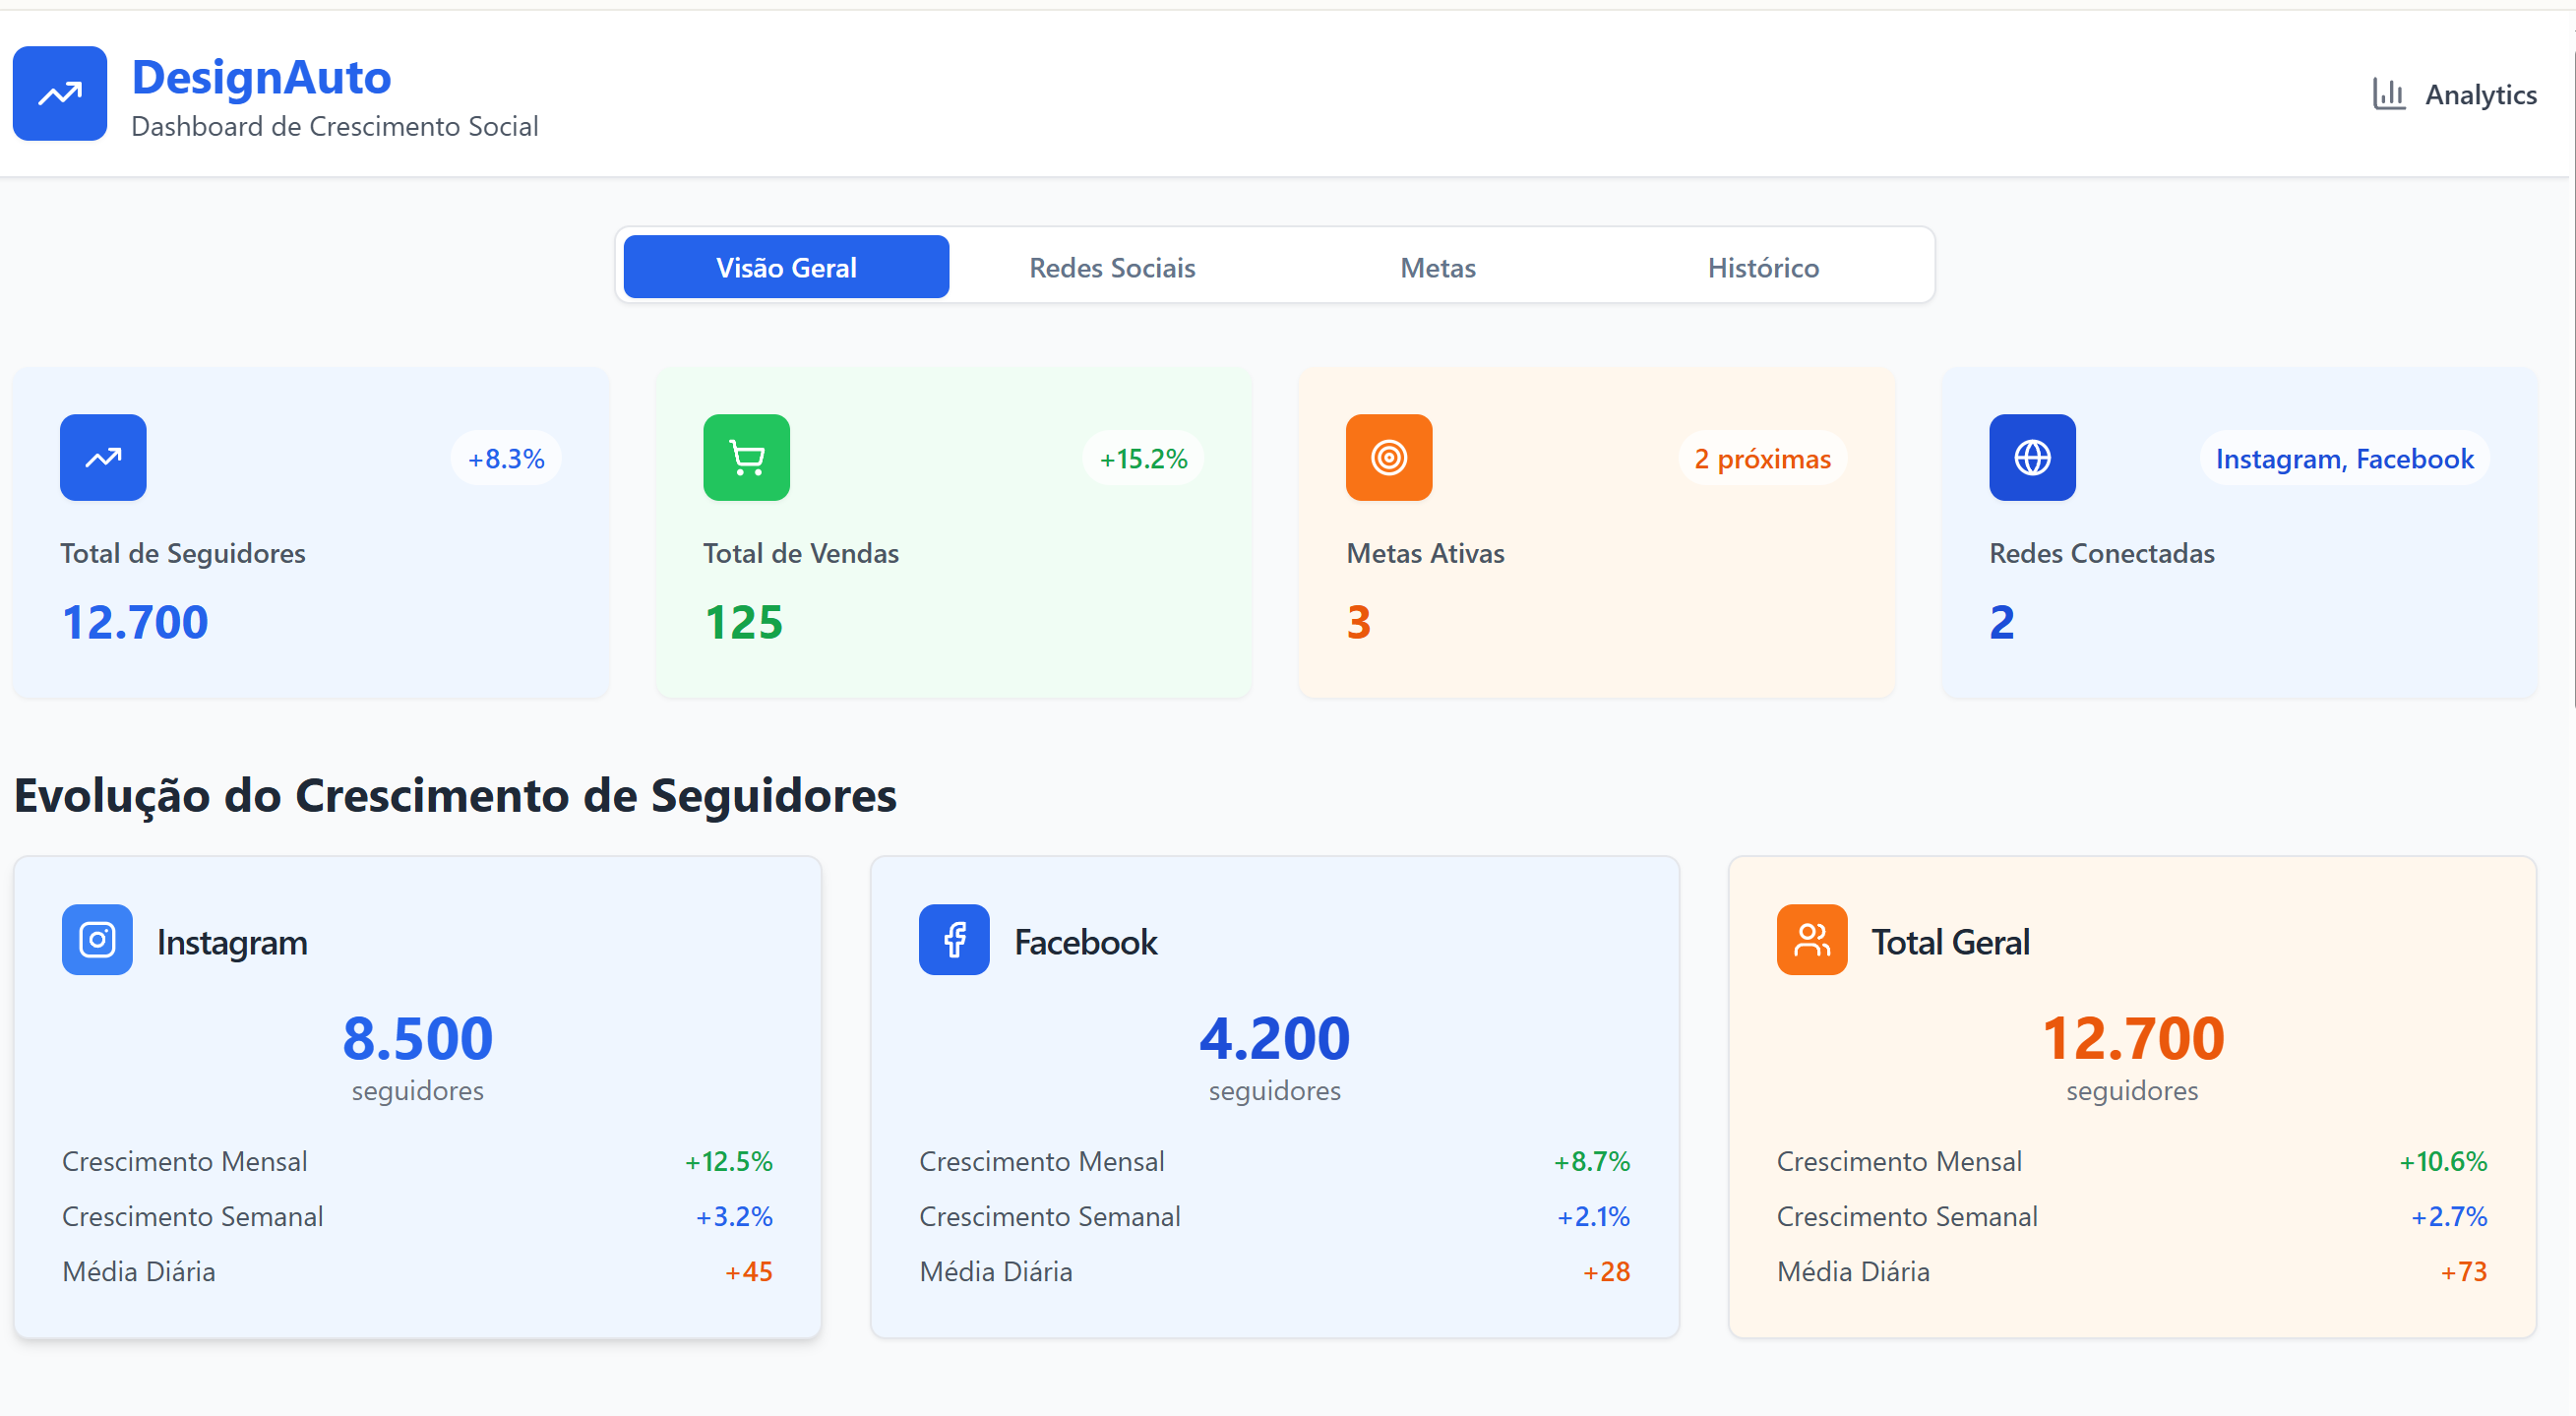 DesignAuto
Dashboard de Crescimento Social
Analytics
Visão Geral
Redes Sociais
Metas
Histórico
+8.3%
Total de Seguidores
12.700
+15.2%
Total de Vendas
125
2 próximas
Metas Ativas
3
Instagram, Facebook
Redes Conectadas
2
Evolução do Crescimento de Seguidores
Instagram
8.500
seguidores
Crescimento Mensal +12.5%
Crescimento Semanal +3.2%
Média Diária +45
Facebook
4.200
seguidores
Crescimento Mensal +8.7%
Crescimento Semanal +2.1%
Média Diária +28
Total Geral
12.700
seguidores
Crescimento Mensal +10.6%
Crescimento Semanal +2.7%
Média Diária +73